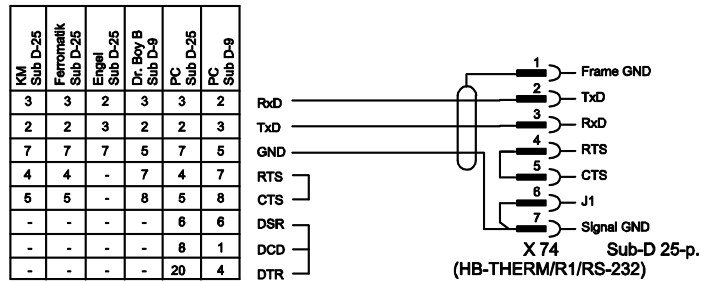 KM Sub D-25 Ferromatik Sub D-25 Engel Sub D-25 Dr. Boy B Sub D-9 PC Sub D-25 PC Sub D-9
3 3 2 3 3 2 RxD
2 2 3 2 2 3 TxD
7 7 7 5 7 5 GND
4 4 - 7 4 7 RTS
5 5 - 8 5 8 CTS
- - - - 6 6 DSR
- - - - 8 1 DCD
- - - - 20 4 DTR
1 Frame GND
2 TxD
3 RxD
4 RTS
5 CTS
6 J1
7 Signal GND
X 74 Sub-D 25-p.
(HB-THERM/R1/RS-232)